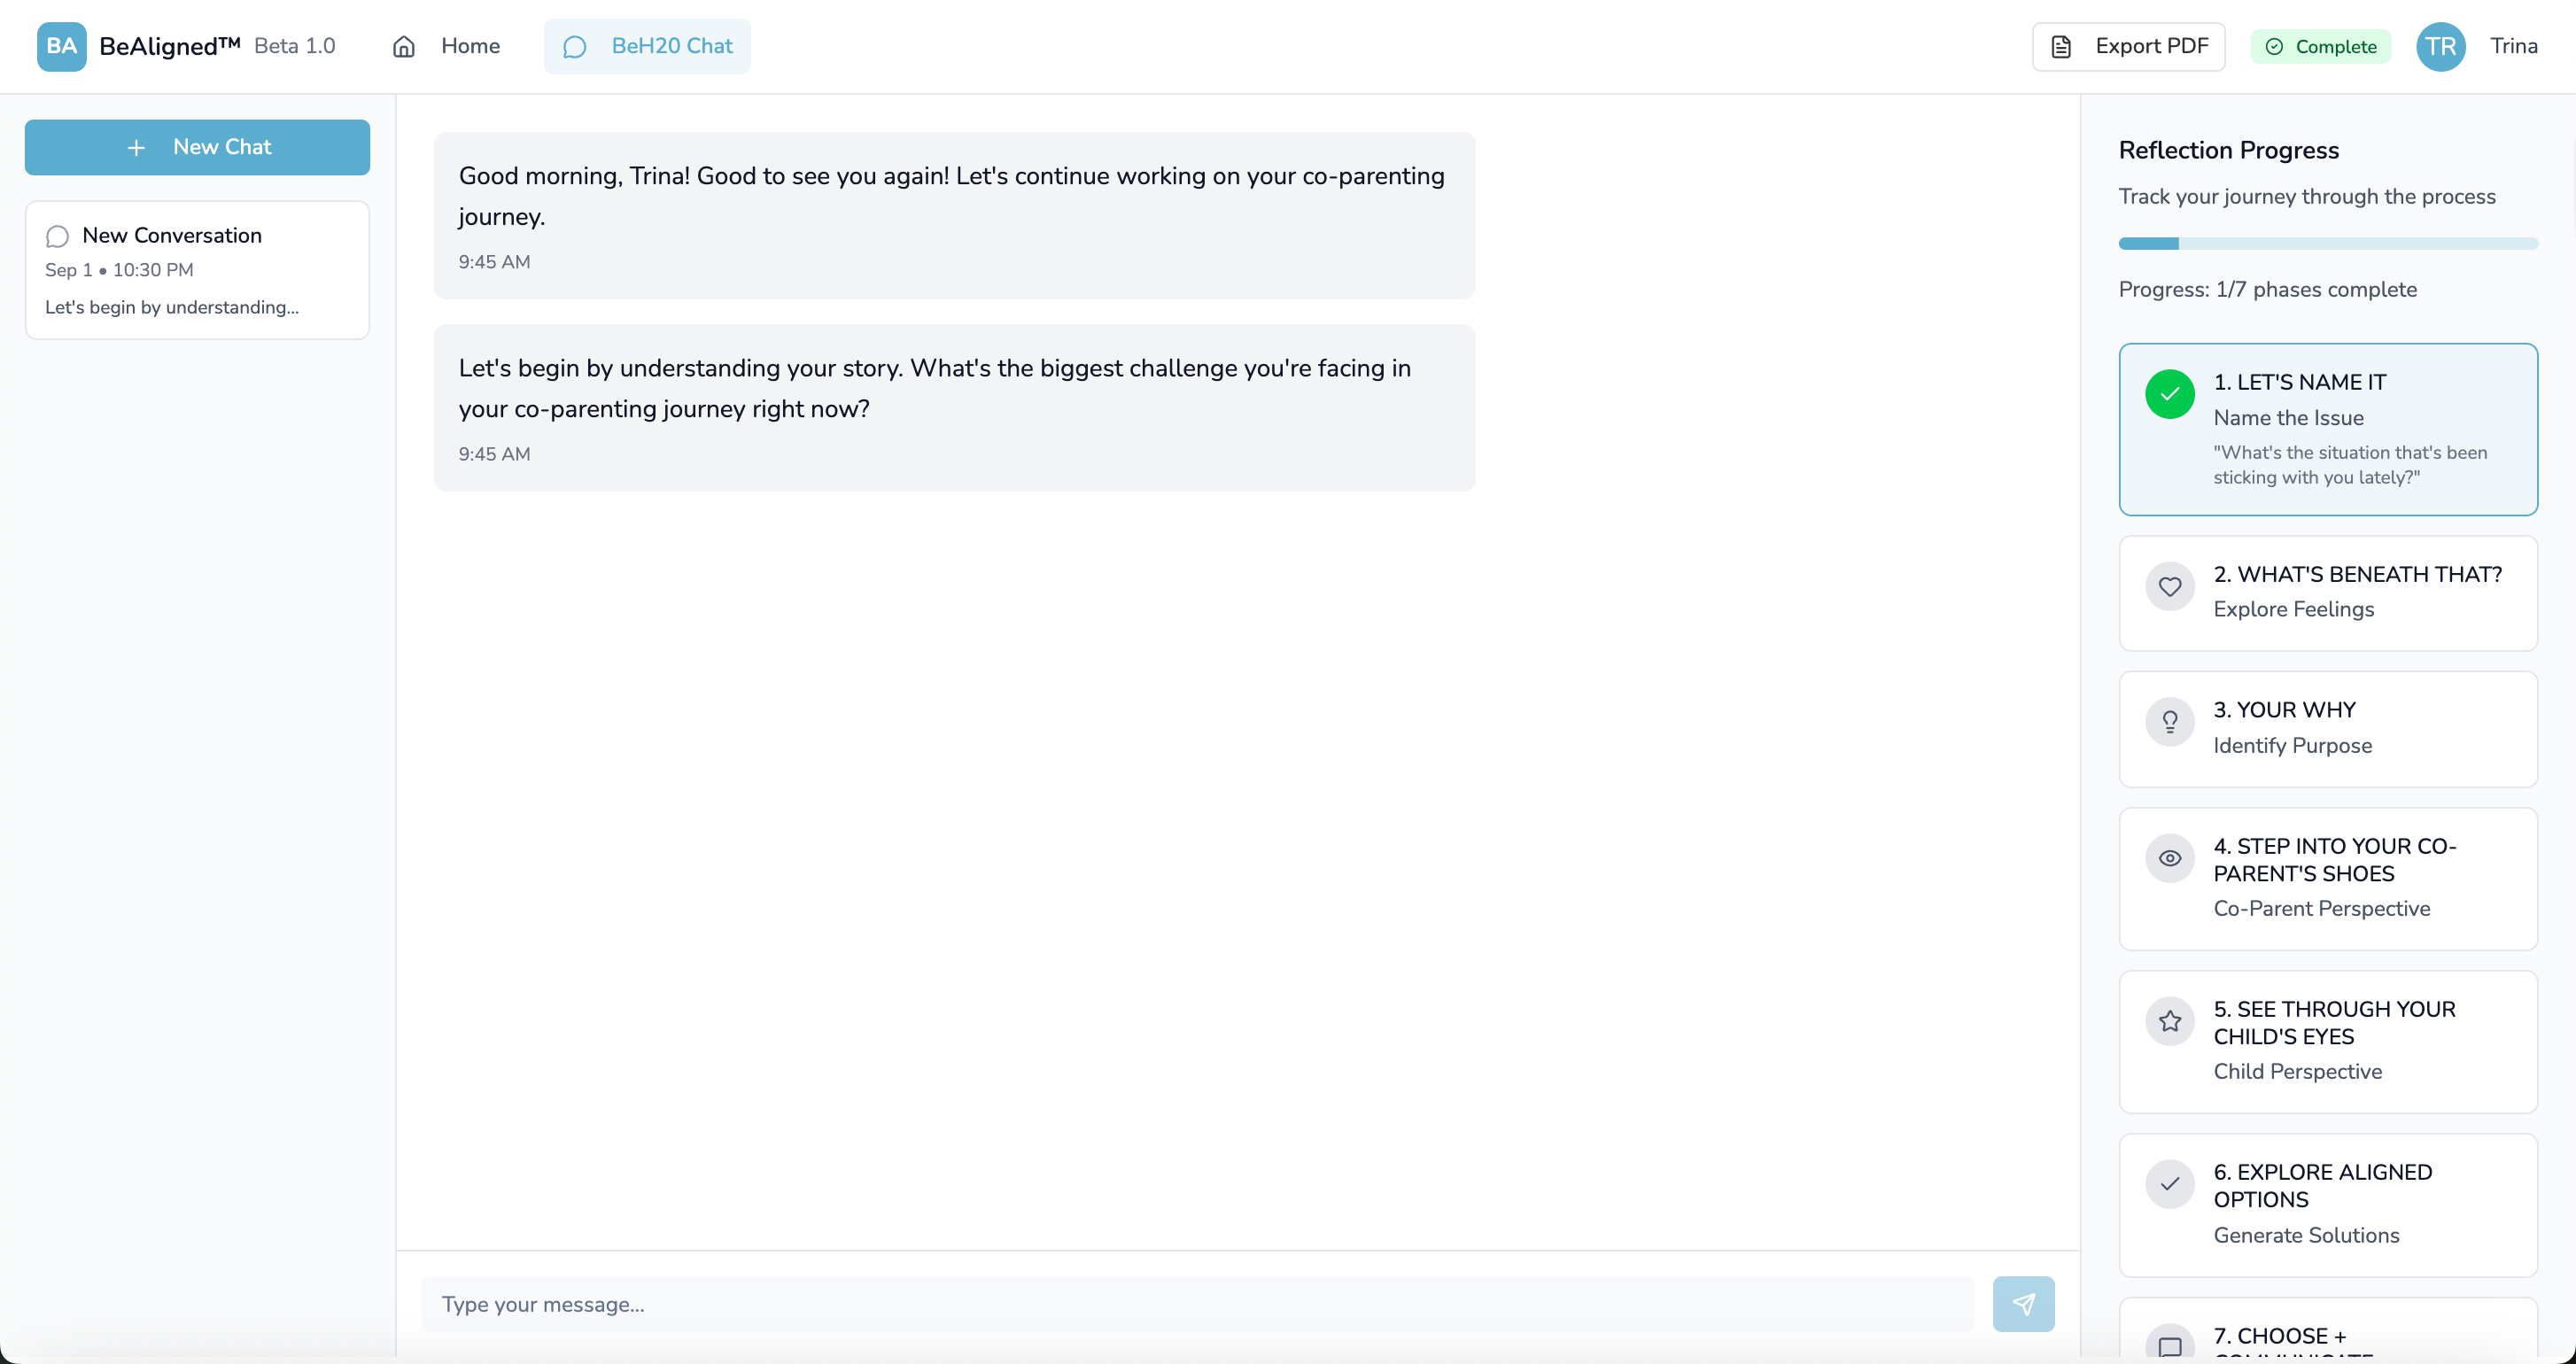 BA BeAligned™ Beta 1.0 Home BeH20 Chat Export PDF Complete TR Trina
New Chat
New Conversation
Sep 1 • 10:30 PM
Let's begin by understanding...
Good morning, Trina! Good to see you again! Let's continue working on your co-parenting
journey.
9:45 AM
Let's begin by understanding your story. What's the biggest challenge you're facing in
your co-parenting journey right now?
9:45 AM
Type your message...
Reflection Progress
Track your journey through the process
Progress: 1/7 phases complete
1. LET'S NAME IT
Name the Issue
"What's the situation that's been
sticking with you lately?"
2. WHAT'S BENEATH THAT?
Explore Feelings
3. YOUR WHY
Identify Purpose
4. STEP INTO YOUR CO-
PARENT'S SHOES
Co-Parent Perspective
5. SEE THROUGH YOUR
CHILD'S EYES
Child Perspective
6. EXPLORE ALIGNED
OPTIONS
Generate Solutions
7. CHOOSE +